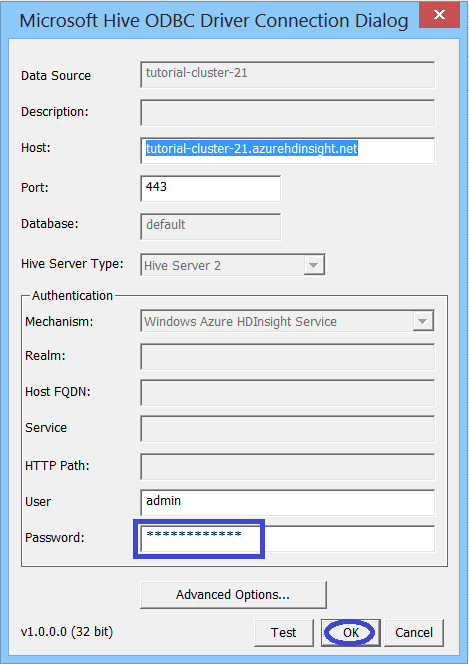 Microsoft Hive ODBC Driver Connection Dialog
Data Source tutorial-cluster-21
Description:
Host: tutorial-cluster-21.azurehdinsight.net
Port: 443
Database: default
Hive Server Type: Hive Server 2
Authentication
Mechanism: Windows Azure HDInsight Service
Realm:
Host FQDN:
Service
HTTP Path:
User admin
Password: ************
Advanced Options...
v1.0.0.0 (32 bit) Test OK Cancel